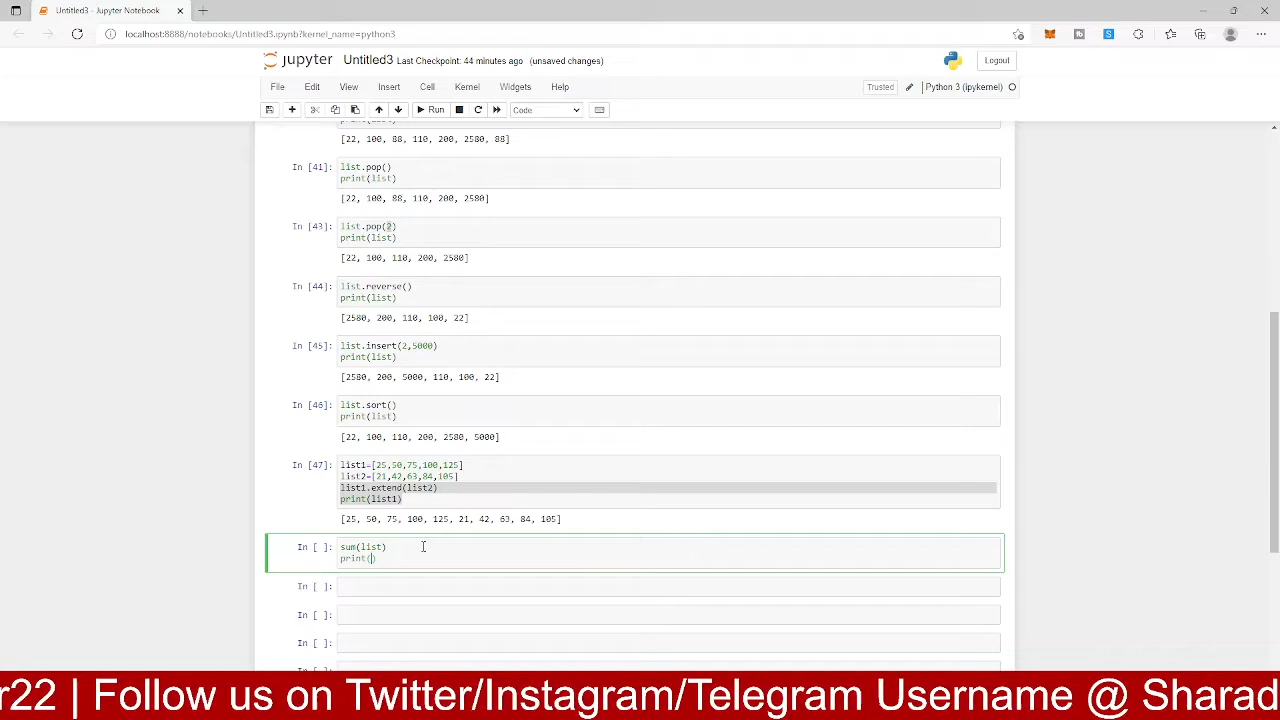 Untitled3 - Jupyter Notebook
localhost:8888/notebooks/Untitled3.ipynb?kernel_name=python3
jupyter Untitled3 Last Checkpoint: 44 minutes ago (unsaved changes)
Logout
File Edit View Insert Cell Kernel Widgets Help
Trusted Python 3 (ipykernel)
Run Code
[22, 100, 88, 110, 200, 2580, 88]
In [41]: list.pop()
print(list)
[22, 100, 88, 110, 200, 2580]
In [43]: list.pop(2)
print(list)
[22, 100, 110, 200, 2580]
In [44]: list.reverse()
print(list)
[2580, 200, 110, 100, 22]
In [45]: list.insert(2,5000)
print(list)
[2580, 200, 5000, 110, 100, 22]
In [46]: list.sort()
print(list)
[22, 100, 110, 200, 2580, 5000]
In [47]: list1=[25,50,75,100,125]
list2=[21,42,63,84,105]
list1.extend(list2)
print(list1)
[25, 50, 75, 100, 125, 21, 42, 63, 84, 105]
In [ ]: sum(list)
print()
In [ ]:
In [ ]:
In [ ]:
r22 | Follow us on Twitter/Instagram/Telegram Username @ Sharad